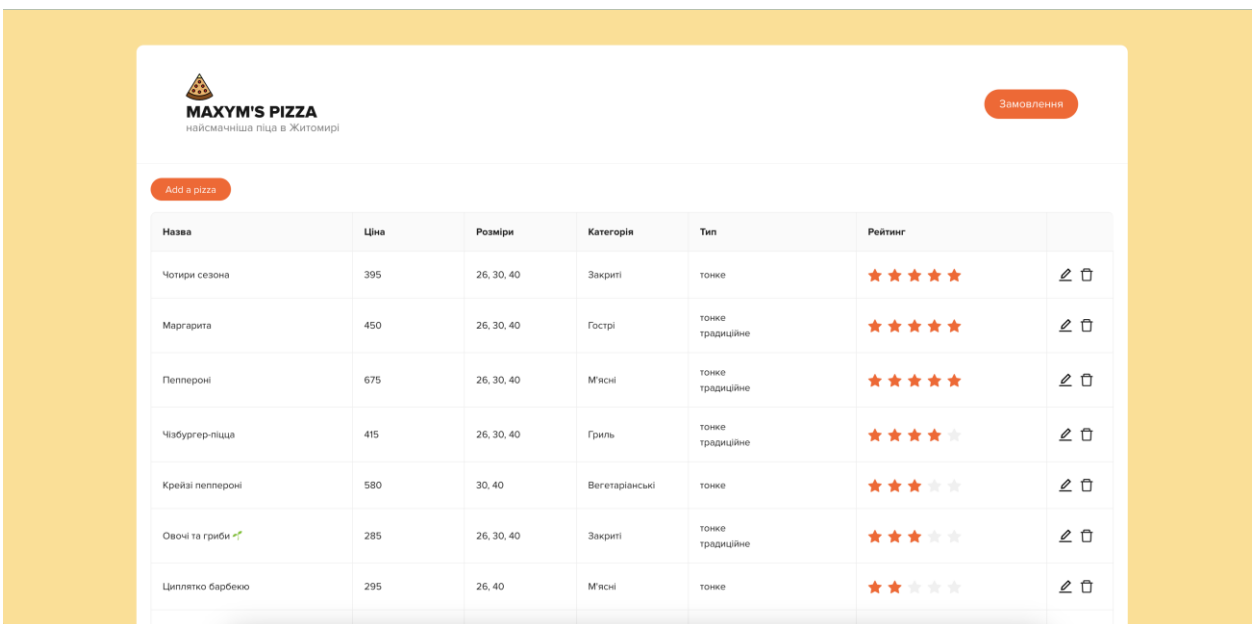 MAXYM'S PIZZA
найсмачніша піца в Житомирі
Замовлення
Add a pizza
Назва Ціна Розміри Категорія Тип Рейтинг
Чотири сезона 395 26, 30, 40 Закриті тонке
Маргарита 450 26, 30, 40 Гострі тонке
традиційне
Пеппероні 675 26, 30, 40 М'ясні тонке
традиційне
Чізбургер-піцца 415 26, 30, 40 Гриль тонке
традиційне
Крейзі пеппероні 580 30, 40 Вегетаріанські тонке
Овочі та гриби 🌱 285 26, 30, 40 Закриті тонке
традиційне
Циплятко барбекю 295 26, 40 М'ясні тонке